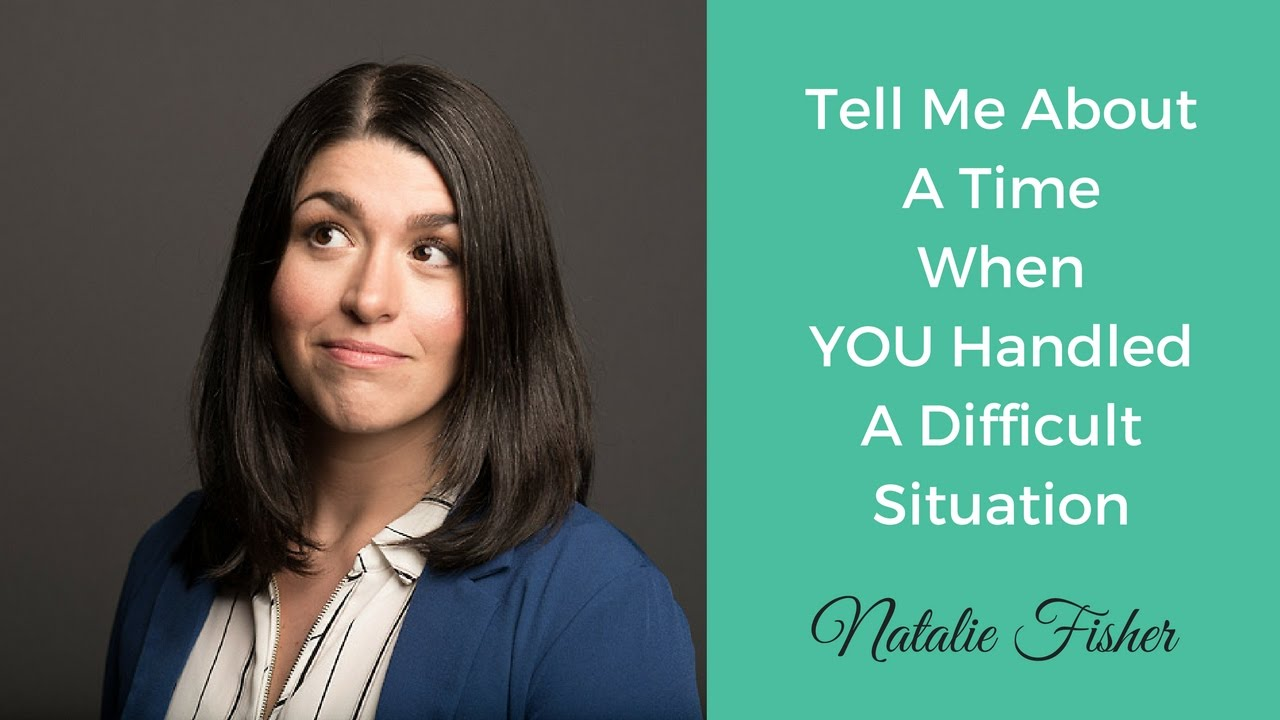 Tell Me About
A Time
When
YOU Handled
A Difficult
Situation
Natalie Fisher